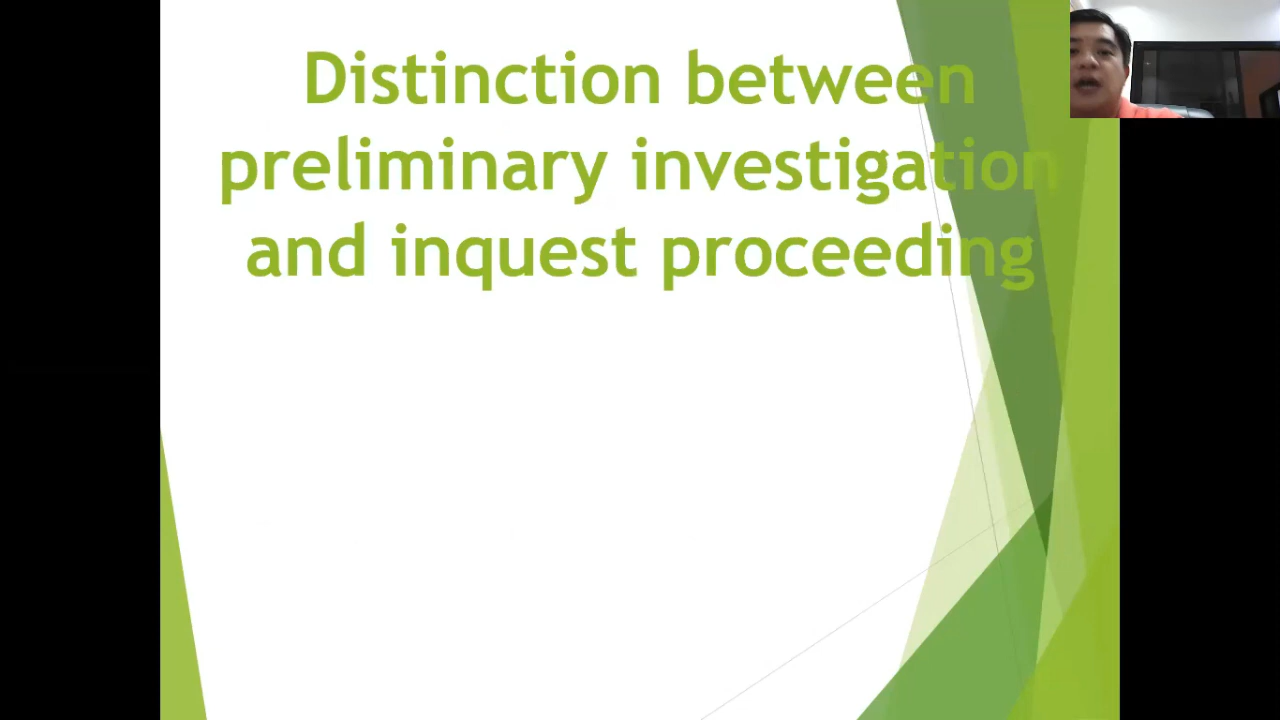 Distinction between
preliminary investigation
and inquest proceeding